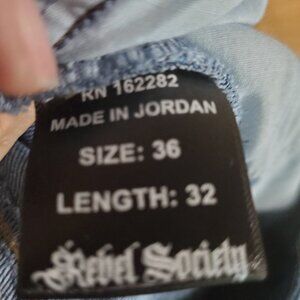 RN 162282
MADE IN JORDAN
SIZE: 36
LENGTH: 32
Rebel Society